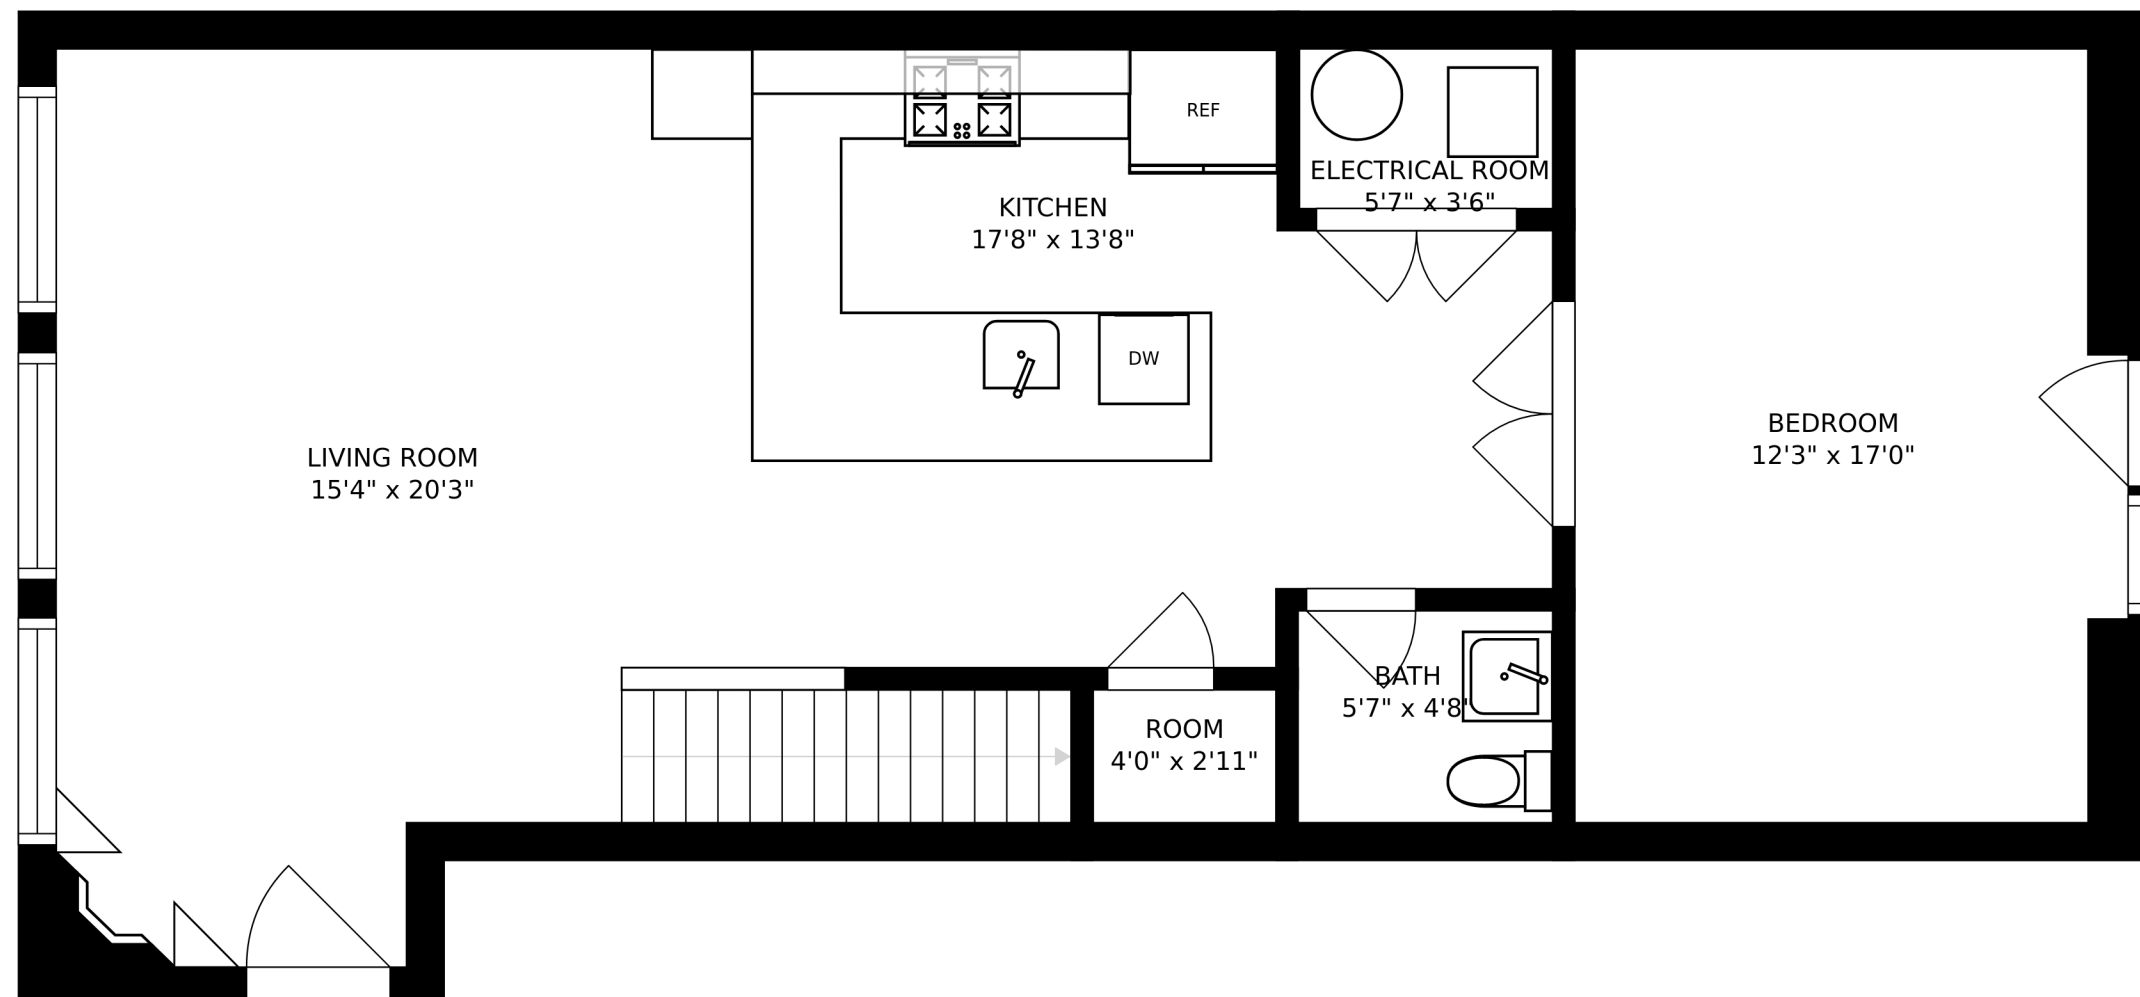 REF
ELECTRICAL ROOM
5'7" x 3'6"
KITCHEN
17'8" x 13'8"
DW
LIVING ROOM
15'4" x 20'3"
BEDROOM
12'3" x 17'0"
BATH
5'7" x 4'8"
ROOM
4'0" x 2'11"